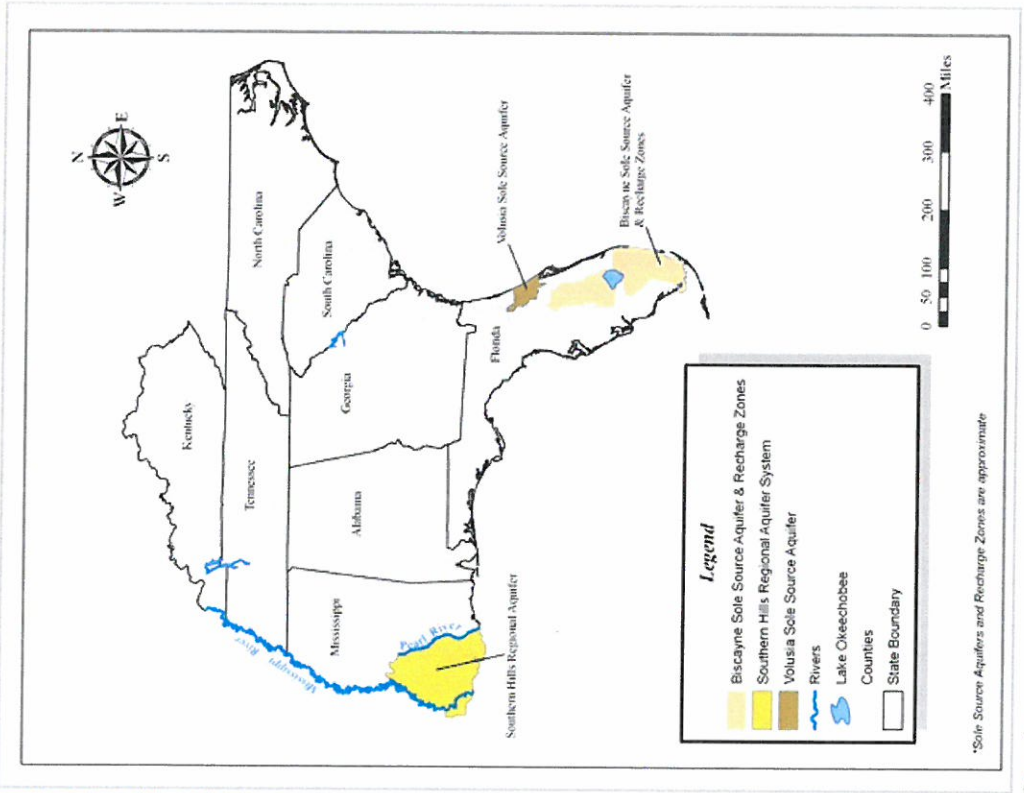 N
W E
S
Kentucky
North Carolina
Tennessee
South Carolina
Mississippi River
Mississippi
Alabama
Georgia
Pearl River
Florida
Southern Hills Regional Aquifer
Volusia Sole Source Aquifer
Biscayne Sole Source Aquifer
& Recharge Zones
Legend
Biscayne Sole Source Aquifer & Recharge Zones
Southern Hills Regional Aquifer System
Volusia Sole Source Aquifer
Rivers
Lake Okeechobee
Counties
State Boundary
0 50 100 200 300 400
Miles
*Sole Source Aquifers and Recharge Zones are approximate